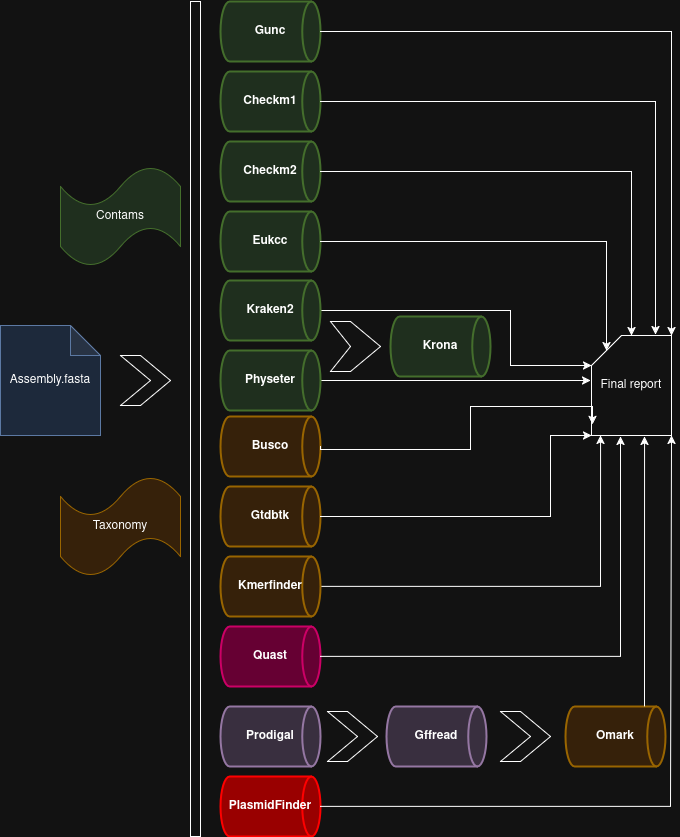 Gunc
Checkm1
Checkm2
Contams
Eukcc
Kraken2
Krona
Assembly.fasta
Physeter
Final report
Busco
Taxonomy
Gtdbtk
Kmerfinder
Quast
Prodigal
Gffread
Omark
PlasmidFinder